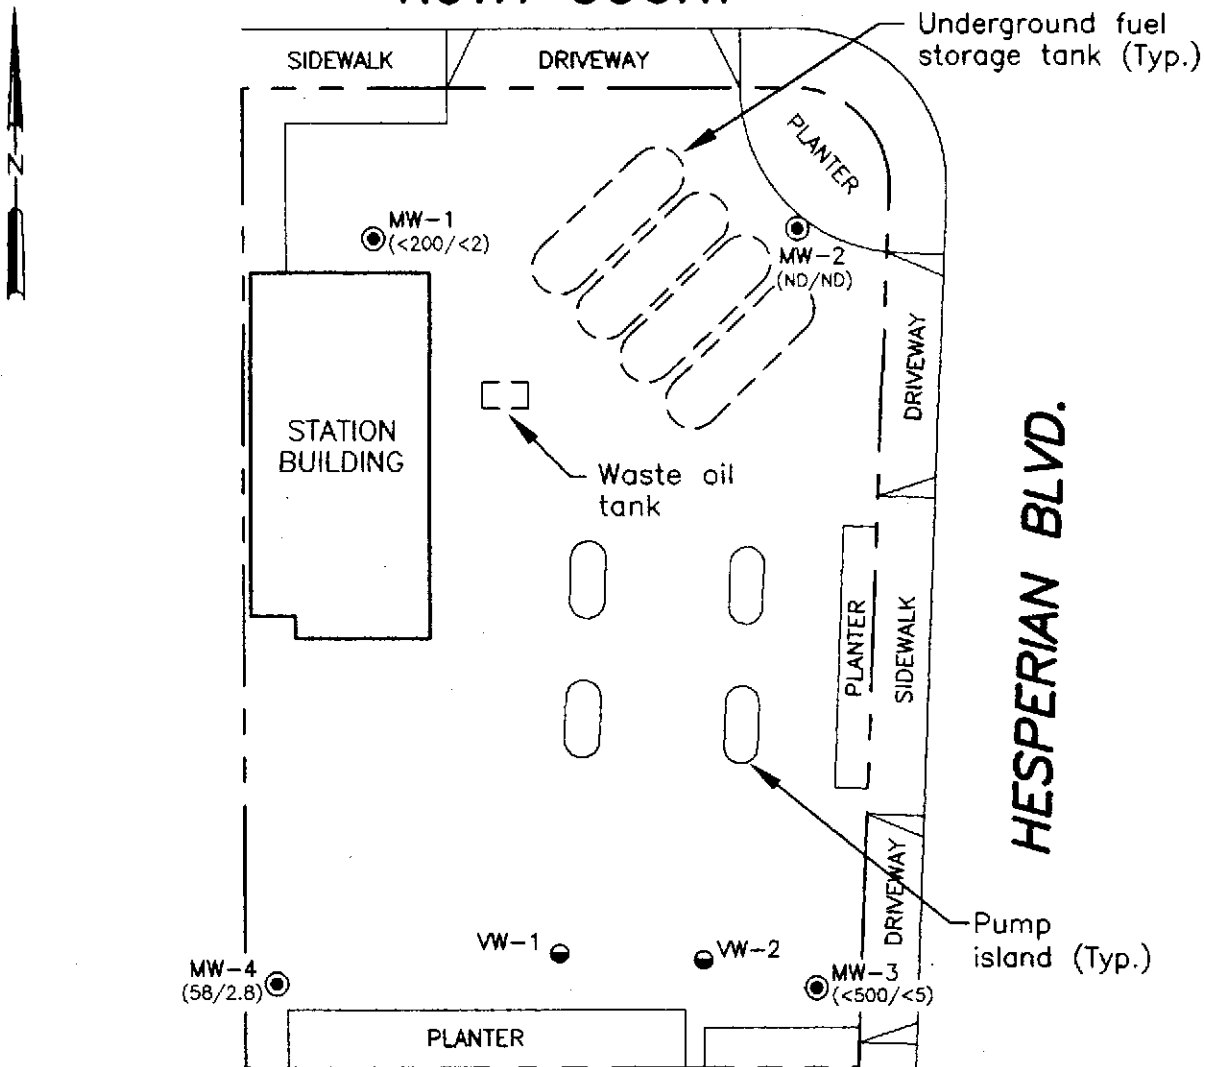 Underground fuel
storage tank (Typ.)
SIDEWALK
DRIVEWAY
PLANTER
N
MW-1
(<200/<2)
MW-2
(ND/ND)
DRIVEWAY
STATION
BUILDING
Waste oil
tank
HESPERIAN BLVD.
PLANTER
SIDEWALK
DRIVEWAY
Pump
island (Typ.)
VW-1
VW-2
MW-4
(58/2.8)
MW-3
(<500/<5)
PLANTER